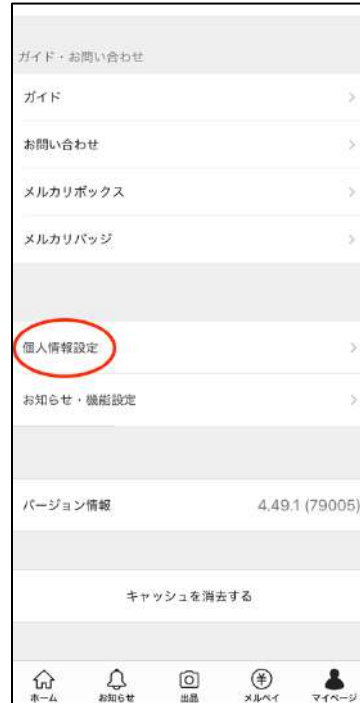 ガイド・お問い合わせ
ガイド
お問い合わせ
メルカリボックス
メルカリバッジ
個人情報設定
お知らせ・機能設定
バージョン情報 4.49.1 (79005)
キャッシュを消去する
ホーム お知らせ 出品 メルペイ マイページ